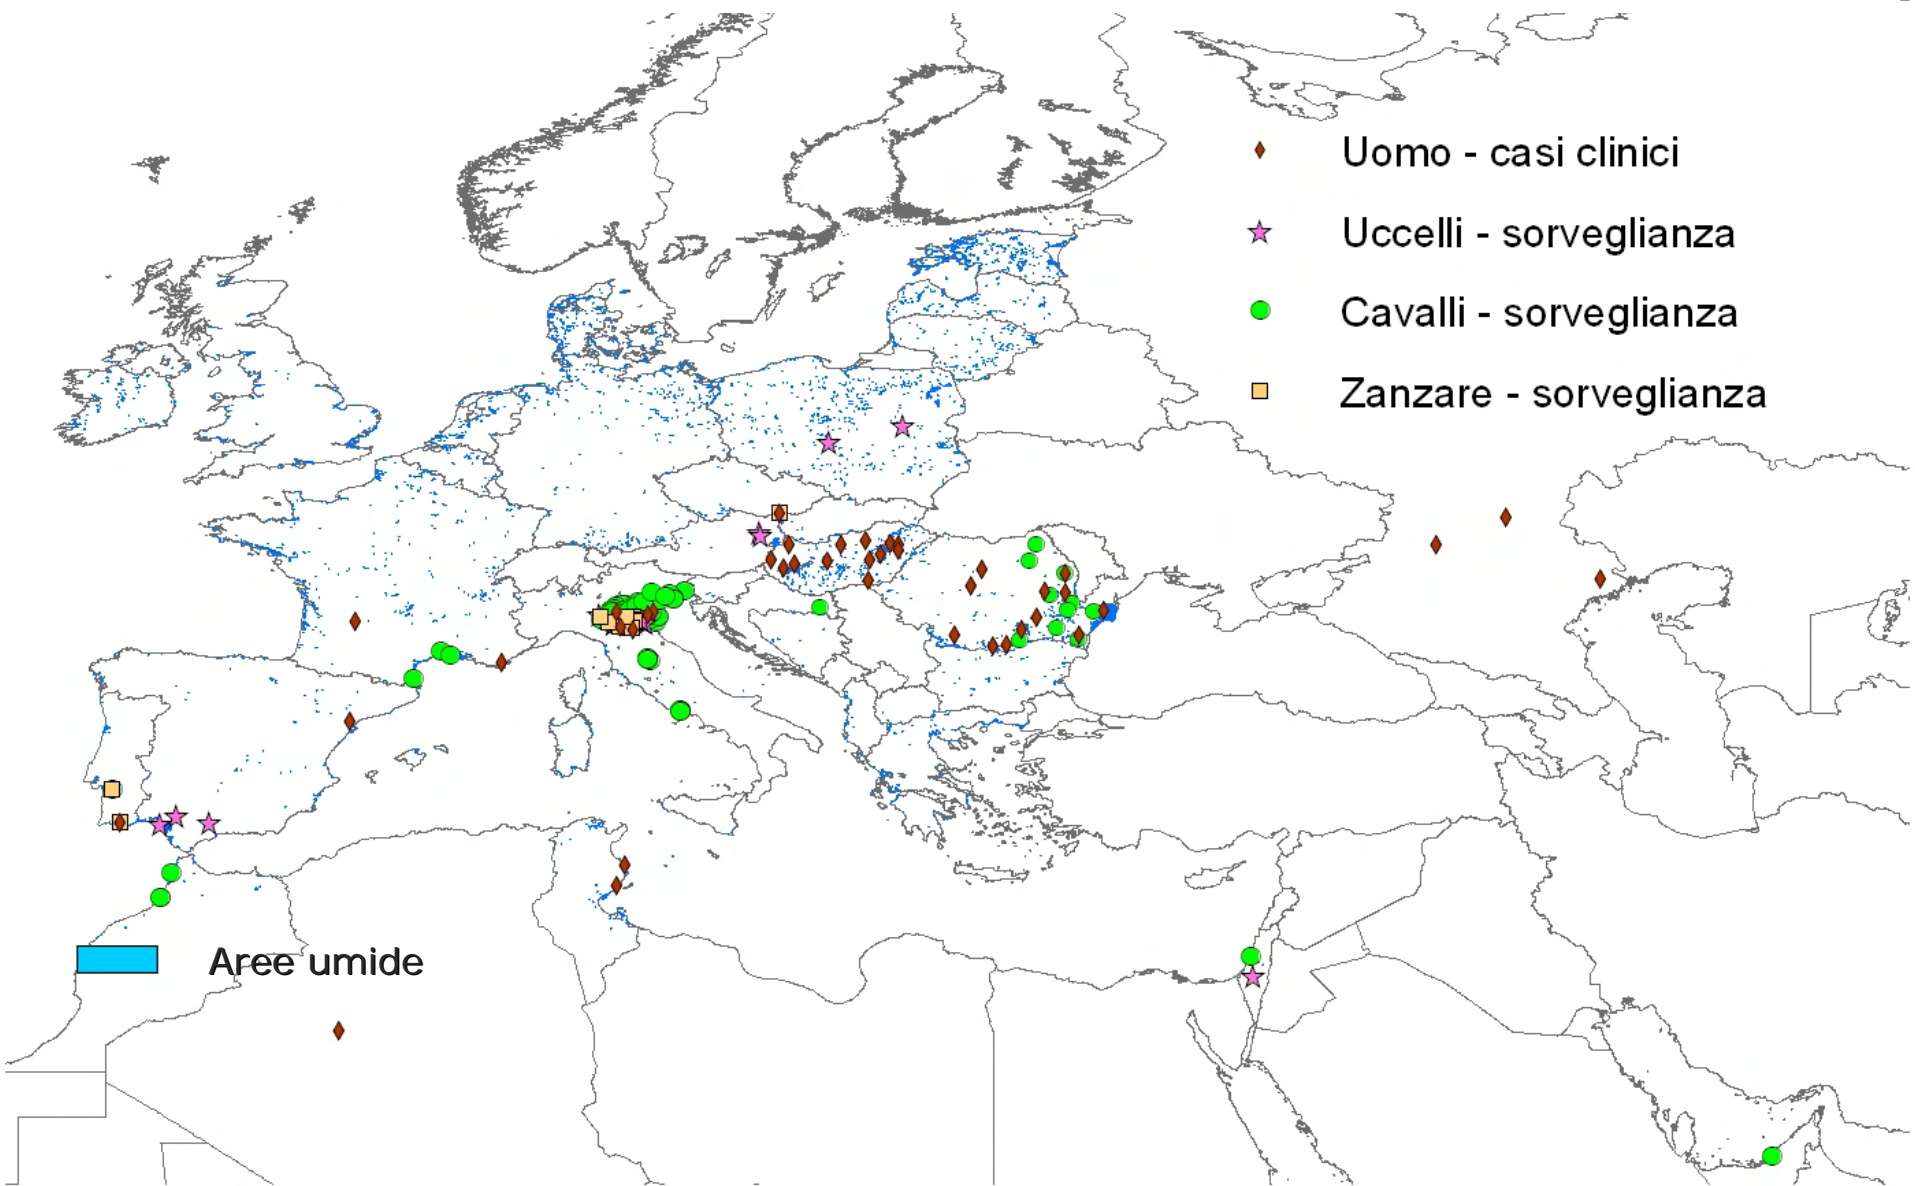 Uomo - casi clinici
Uccelli - sorveglianza
Cavalli - sorveglianza
Zanzare - sorveglianza
Aree umide